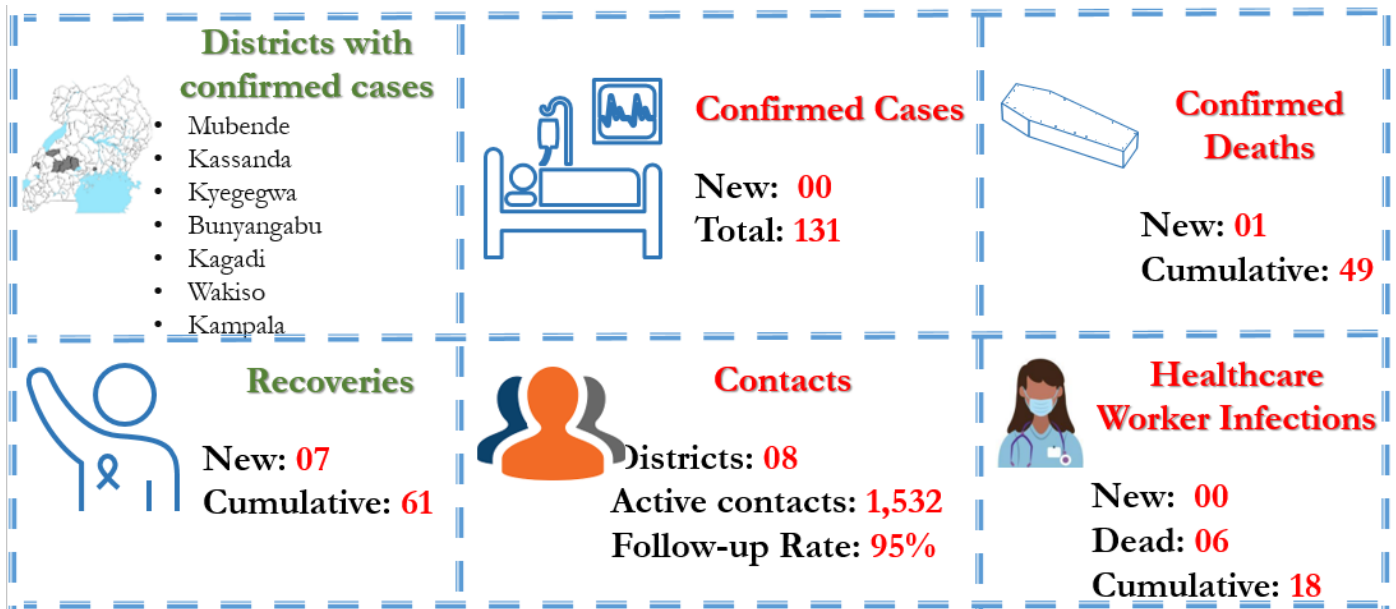 Districts with
confirmed cases
• Mubende
• Kassanda
• Kyegegwa
• Bunyangabu
• Kagadi
• Wakiso
• Kampala
Confirmed Cases
New: 00
Total: 131
Confirmed
Deaths
New: 01
Cumulative: 49
Recoveries
New: 07
Cumulative: 61
Contacts
Districts: 08
Active contacts: 1,532
Follow-up Rate: 95%
Healthcare
Worker Infections
New: 00
Dead: 06
Cumulative: 18